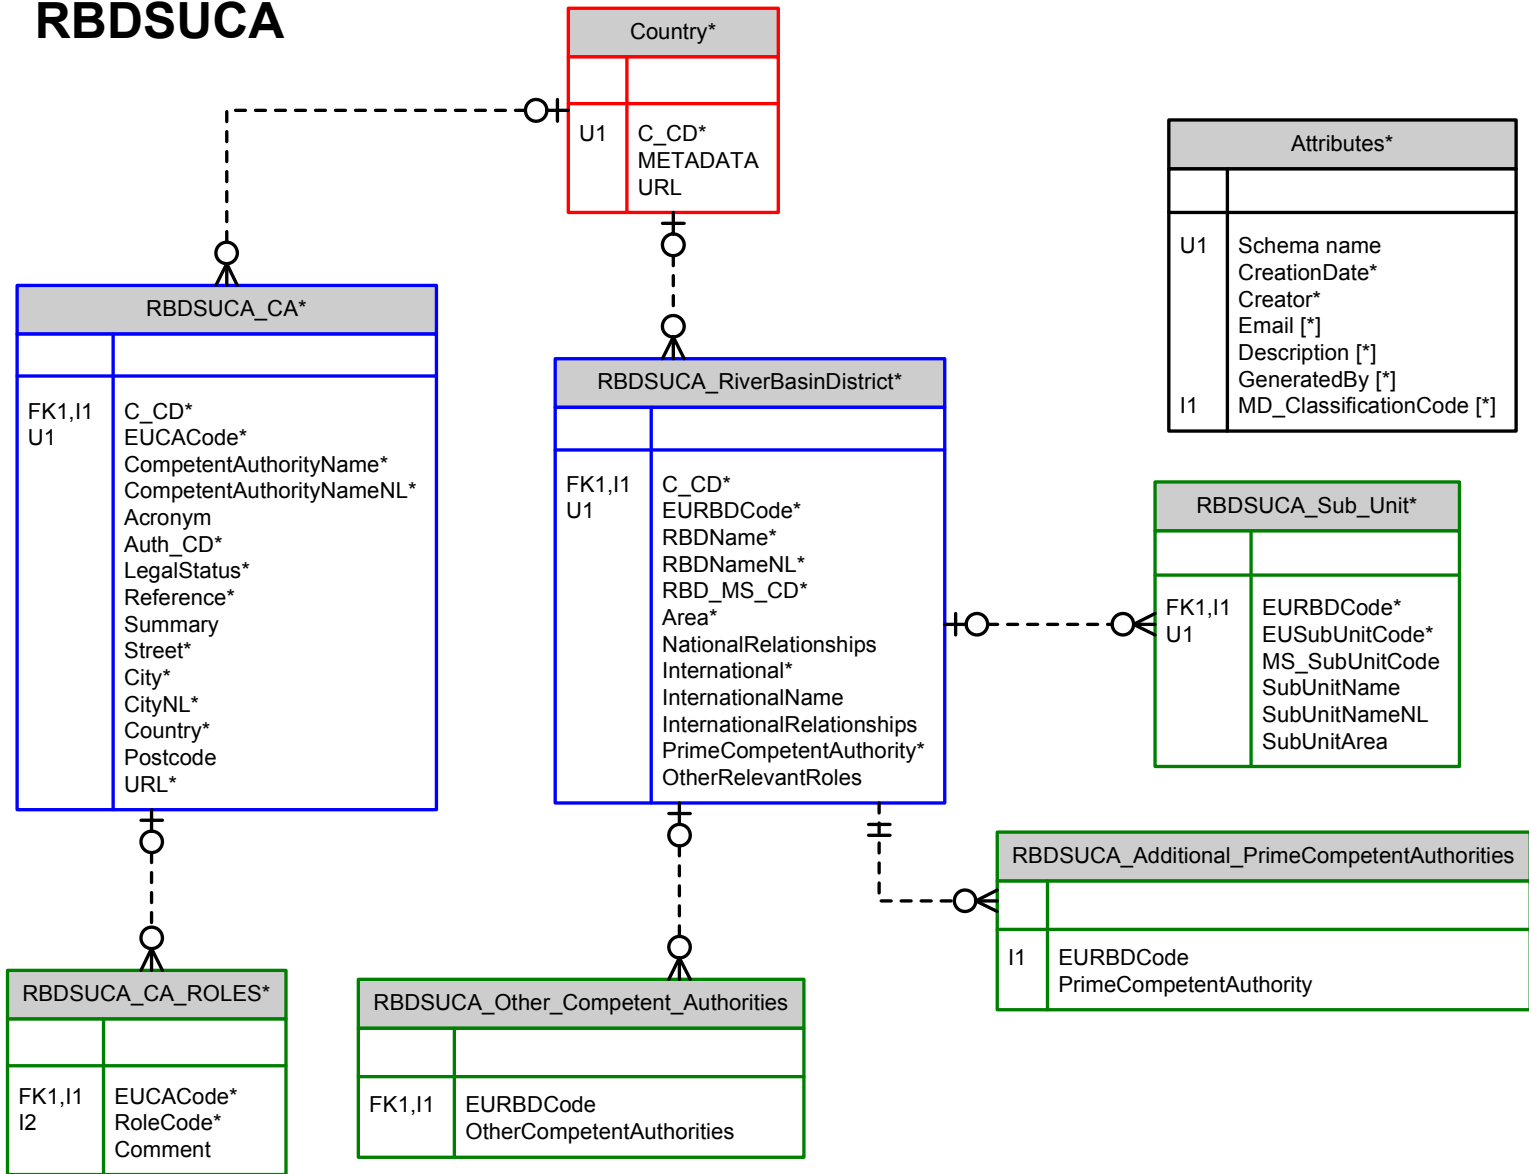 RBDSUCA
Country*
U1 C_CD*
METADATA
URL
Attributes*
U1 Schema name
CreationDate*
Creator*
Email [*]
Description [*]
GeneratedBy [*]
I1 MD_ClassificationCode [*]
RBDSUCA_CA*
FK1,I1 C_CD*
U1 EUCACode*
CompetentAuthorityName*
CompetentAuthorityNameNL*
Acronym
Auth_CD*
LegalStatus*
Reference*
Summary
Street*
City*
CityNL*
Country*
Postcode
URL*
RBDSUCA_RiverBasinDistrict*
FK1,I1 C_CD*
U1 EURBDCode*
RBDName*
RBDNameNL*
RBD_MS_CD*
Area*
NationalRelationships
International*
InternationalName
InternationalRelationships
PrimeCompetentAuthority*
OtherRelevantRoles
RBDSUCA_Sub_Unit*
FK1,I1 EURBDCode*
U1 EUSubUnitCode*
MS_SubUnitCode
SubUnitName
SubUnitNameNL
SubUnitArea
RBDSUCA_Additional_PrimeCompetentAuthorities
I1 EURBDCode
PrimeCompetentAuthority
RBDSUCA_CA_ROLES*
FK1,I1 EUCACode*
I2 RoleCode*
Comment
RBDSUCA_Other_Competent_Authorities
FK1,I1 EURBDCode
OtherCompetentAuthorities